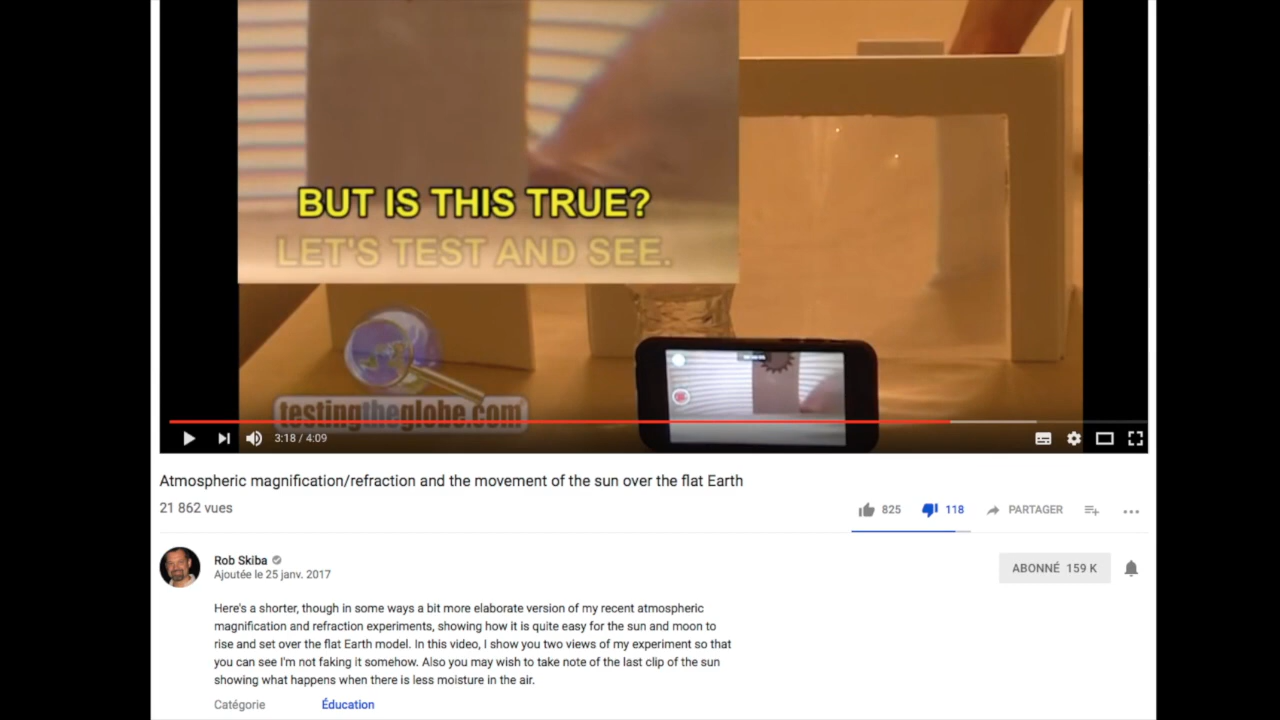 BUT IS THIS TRUE?
LET'S TEST AND SEE.
testingtheglobe.com
3:18 / 4:09
Atmospheric magnification/refraction and the movement of the sun over the flat Earth
21 862 vues
825
118
PARTAGER
Rob Skiba
Ajoutée le 25 janv. 2017
ABONNÉ 159 K
Here's a shorter, though in some ways a bit more elaborate version of my recent atmospheric
magnification and refraction experiments, showing how it is quite easy for the sun and moon to
rise and set over the flat Earth model. In this video, I show you two views of my experiment so that
you can see I'm not faking it somehow. Also you may wish to take note of the last clip of the sun
showing what happens when there is less moisture in the air.
Catégorie
Éducation